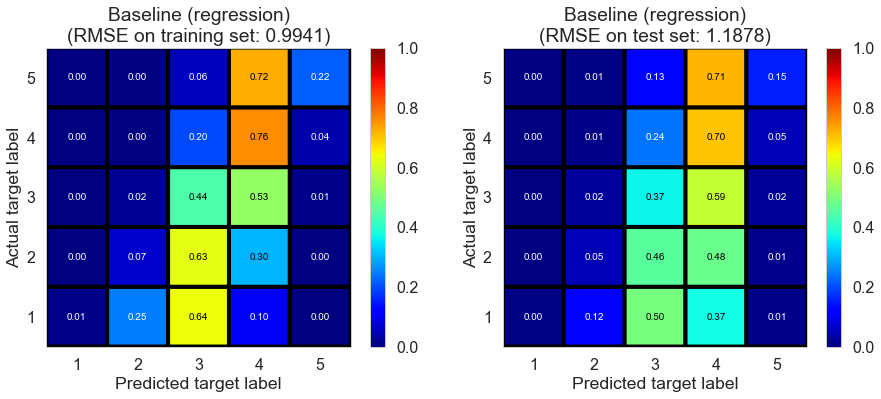 Baseline (regression)
(RMSE on training set: 0.9941)
Actual target label
5 0.00 0.00 0.06 0.72 0.22
4 0.00 0.00 0.20 0.76 0.04
3 0.00 0.02 0.44 0.53 0.01
2 0.00 0.07 0.63 0.30 0.00
1 0.01 0.25 0.64 0.10 0.00
1 2 3 4 5
Predicted target label
1.0
0.8
0.6
0.4
0.2
0.0
Baseline (regression)
(RMSE on test set: 1.1878)
Actual target label
5 0.00 0.01 0.13 0.71 0.15
4 0.00 0.01 0.24 0.70 0.05
3 0.00 0.02 0.37 0.59 0.02
2 0.00 0.05 0.46 0.48 0.01
1 0.00 0.12 0.50 0.37 0.01
1 2 3 4 5
Predicted target label
1.0
0.8
0.6
0.4
0.2
0.0